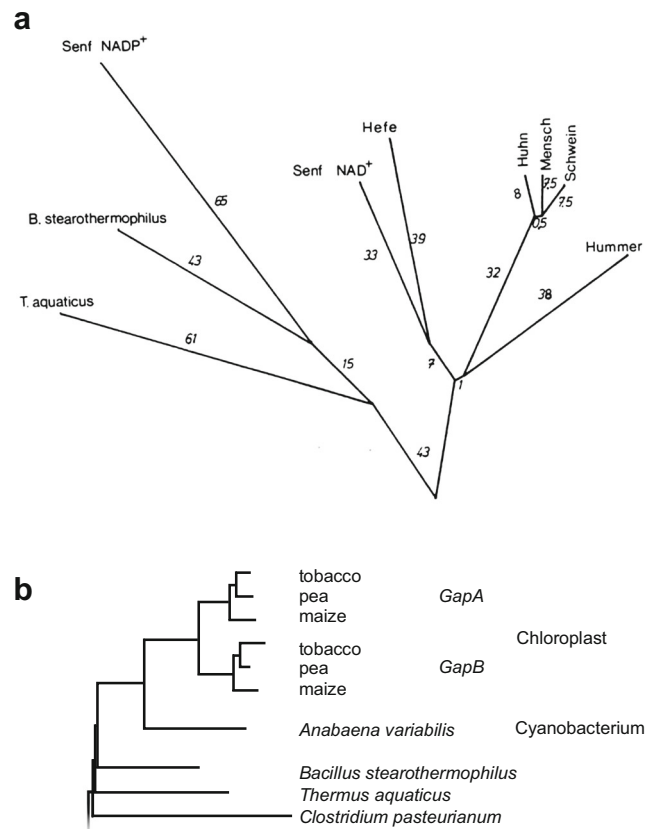 a
Senf NADP+
Hefe
Senf NAD+
Huhn
Mensch
Schwein
B. stearothermophilus
Hummer
T. aquaticus
65
43
61
15
33
39
7
8
7,5
7,5
0,5
32
38
1
43
b
tobacco
pea GapA
maize
Chloroplast
tobacco
pea GapB
maize
Anabaena variabilis Cyanobacterium
Bacillus stearothermophilus
Thermus aquaticus
Clostridium pasteurianum